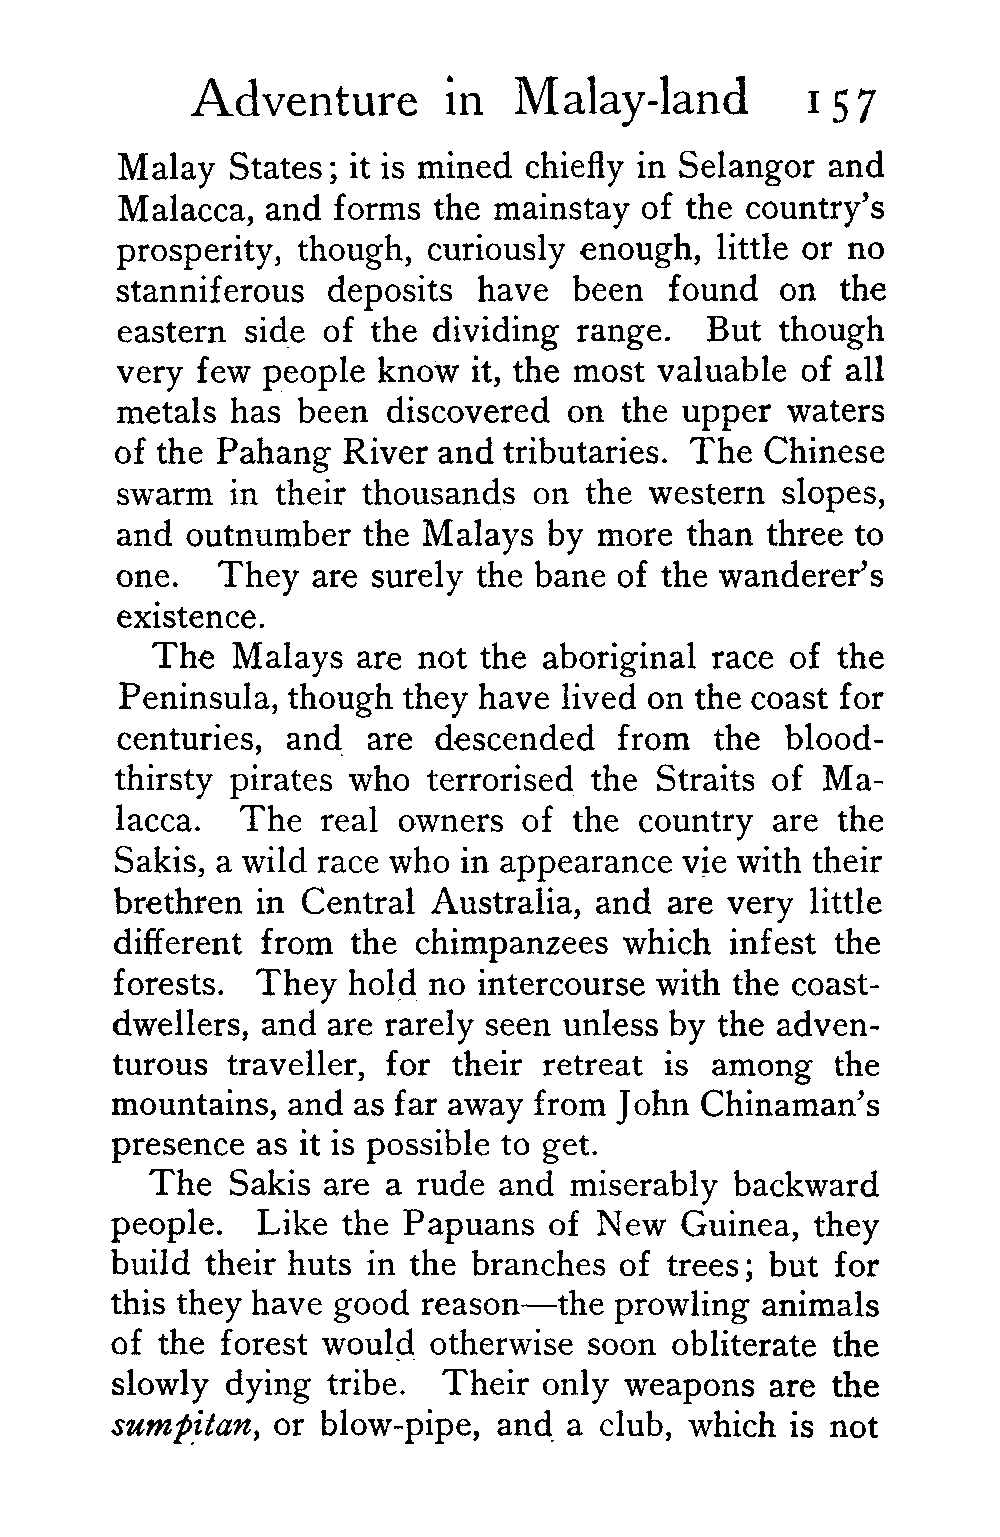 Adventure in Malay-land 157
Malay States; it is mined chiefly in Selangor and
Malacca, and forms the mainstay of the country's
prosperity, though, curiously enough, little or no
stanniferous deposits have been found on the
eastern side of the dividing range. But though
very few people know it, the most valuable of all
metals has been discovered on the upper waters
of the Pahang River and tributaries. The Chinese
swarm in their thousands on the western slopes,
and outnumber the Malays by more than three to
one. They are surely the bane of the wanderer's
existence.
The Malays are not the aboriginal race of the
Peninsula, though they have lived on the coast for
centuries, and are descended from the blood-
thirsty pirates who terrorised the Straits of Ma-
lacca. The real owners of the country are the
Sakis, a wild race who in appearance vie with their
brethren in Central Australia, and are very little
different from the chimpanzees which infest the
forests. They hold no intercourse with the coast-
dwellers, and are rarely seen unless by the adven-
turous traveller, for their retreat is among the
mountains, and as far away from John Chinaman's
presence as it is possible to get.
The Sakis are a rude and miserably backward
people. Like the Papuans of New Guinea, they
build their huts in the branches of trees; but for
this they have good reason—the prowling animals
of the forest would otherwise soon obliterate the
slowly dying tribe. Their only weapons are the
sumpitan, or blow-pipe, and a club, which is not